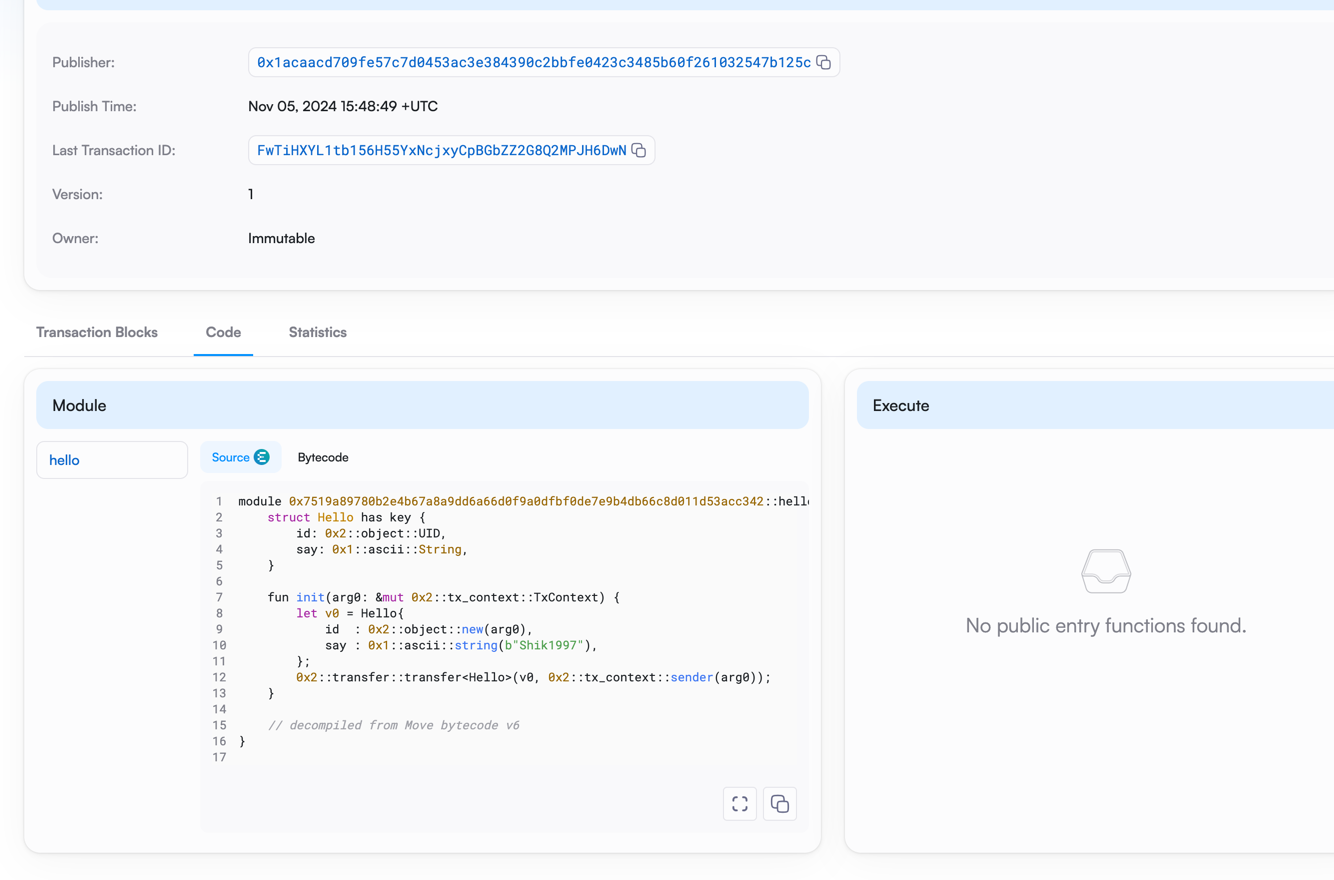 Publisher: 0x1acaacd709fe57c7d0453ac3e384390c2bbfe0423c3485b60f261032547b125c
Publish Time: Nov 05, 2024 15:48:49 +UTC
Last Transaction ID: FwTiHXYL1tb156H55YxNcjxyCpBGbZZ2G8Q2MPJH6DwN
Version: 1
Owner: Immutable
Transaction Blocks Code Statistics
Module
hello
Source Bytecode
1 module 0x7519a89780b2e4b67a8a9dd6a66d0f9a0dfbf0de7e9b4db66c8d011d53acc342::hello
2     struct Hello has key {
3         id: 0x2::object::UID,
4         say: 0x1::ascii::String,
5     }
6
7     fun init(arg0: &mut 0x2::tx_context::TxContext) {
8         let v0 = Hello{
9             id  : 0x2::object::new(arg0),
10             say : 0x1::ascii::string(b"Shik1997"),
11         };
12         0x2::transfer::transfer<Hello>(v0, 0x2::tx_context::sender(arg0));
13     }
14
15     // decompiled from Move bytecode v6
16 }
17
Execute
No public entry functions found.